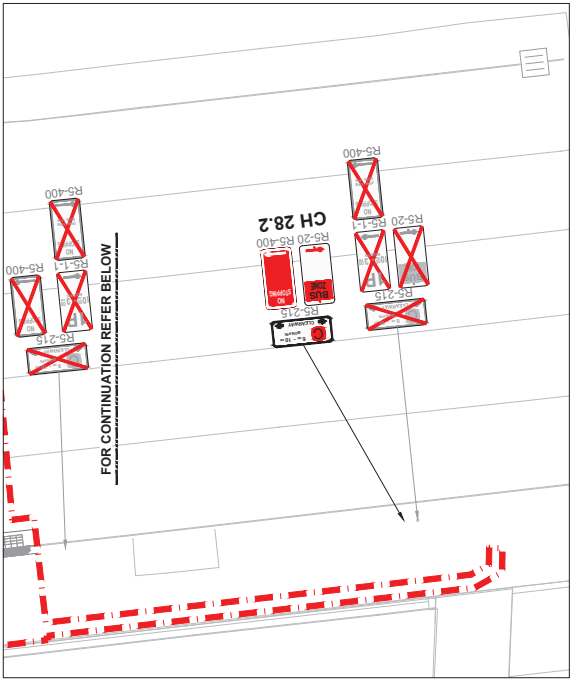 R5-400
R5-400
R5-1-1
R5-215
FOR CONTINUATION REFER BELOW
CH 28.2
R5-400
NO
STOPPING
R5-20
BUS
ZONE
R5-215
C
CLEARWAY
R5-400
NO
R5-1-1
R5-20
R5-215